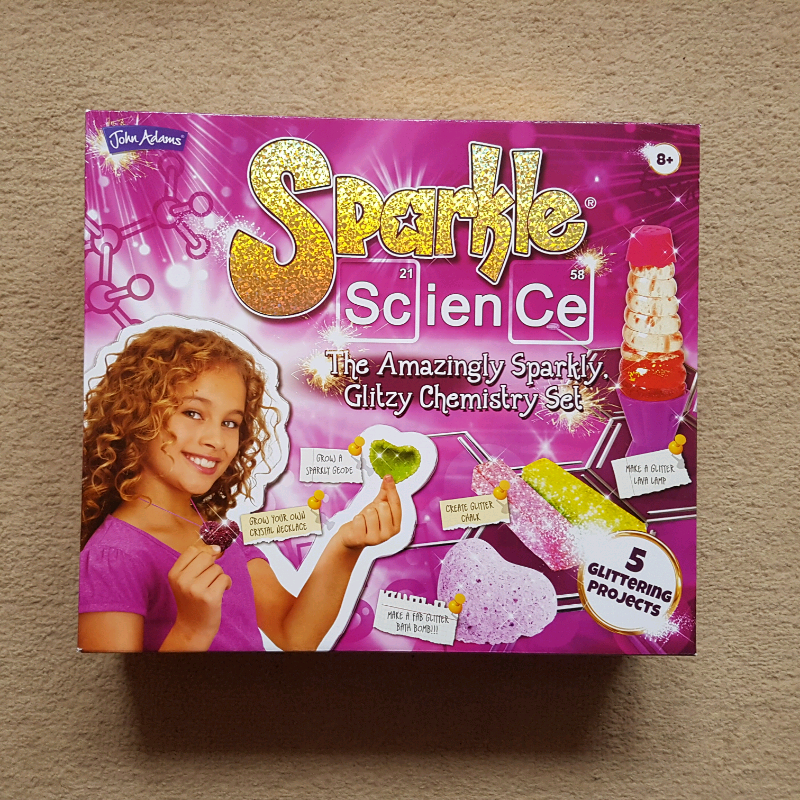 John Adams®
8+
Sparkle®
21
58
ScienCe
The Amazingly Sparkly,
Glitzy Chemistry Set
GROW A
SPARKLY GEODE
GROW YOUR OWN
CRYSTAL NECKLACE
CREATE GLITTER
CHALK
MAKE A GLITTER
LAVA LAMP
MAKE A FAB GLITTER
BATH BOMB!!!
5
GLITTERING
PROJECTS